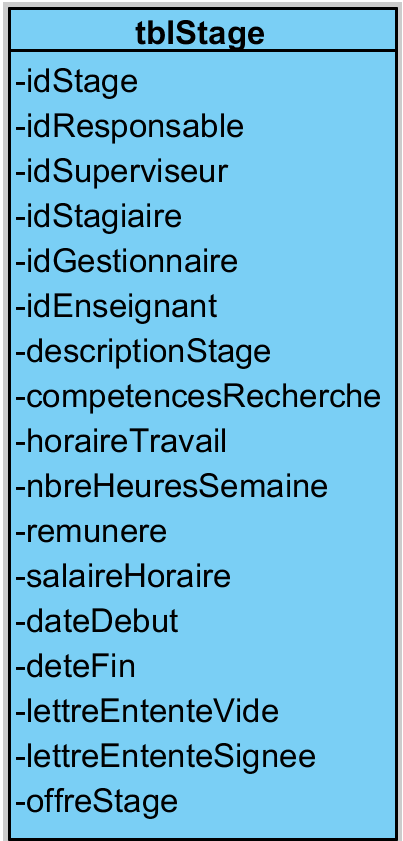 tblStage
-idStage
-idResponsable
-idSuperviseur
-idStagiaire
-idGestionnaire
-idEnseignant
-descriptionStage
-competencesRecherche
-horaireTravail
-nbreHeuresSemaine
-remunere
-salaireHoraire
-dateDebut
-deteFin
-lettreEntenteVide
-lettreEntenteSignee
-offreStage